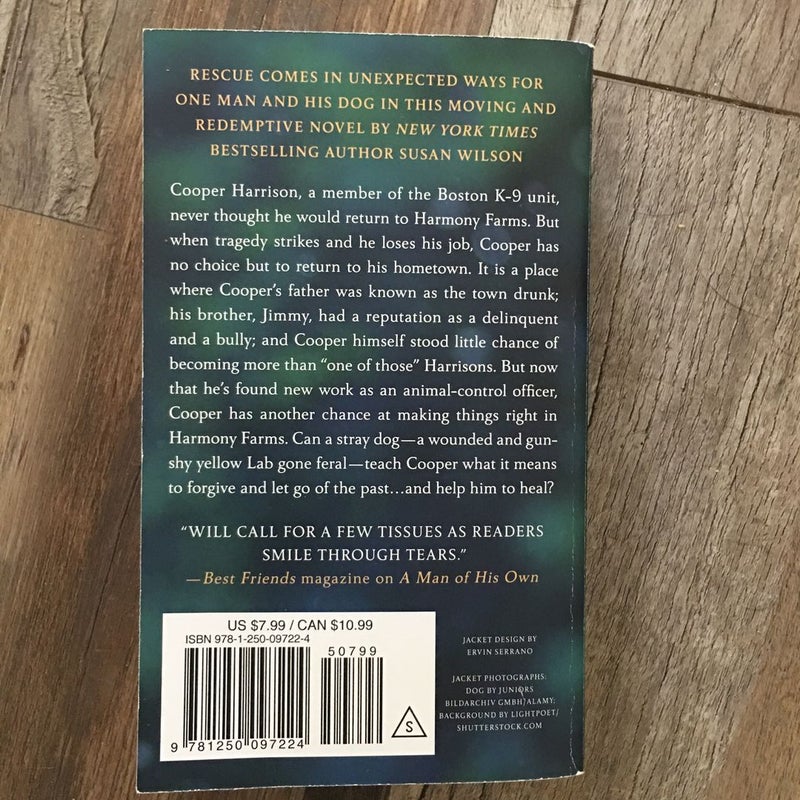 RESCUE COMES IN UNEXPECTED WAYS FOR
ONE MAN AND HIS DOG IN THIS MOVING AND
REDEMPTIVE NOVEL BY NEW YORK TIMES
BESTSELLING AUTHOR SUSAN WILSON
Cooper Harrison, a member of the Boston K-9 unit,
never thought he would return to Harmony Farms. But
when tragedy strikes and he loses his job, Cooper has
no choice but to return to his hometown. It is a place
where Cooper's father was known as the town drunk;
his brother, Jimmy, had a reputation as a delinquent
and a bully; and Cooper himself stood little chance of
becoming more than "one of those" Harrisons. But now
that he's found new work as an animal-control officer,
Cooper has another chance at making things right in
Harmony Farms. Can a stray dog—a wounded and gun-
shy yellow Lab gone feral—teach Cooper what it means
to forgive and let go of the past...and help him to heal?
"WILL CALL FOR A FEW TISSUES AS READERS
SMILE THROUGH TEARS."
—Best Friends magazine on A Man of His Own
US $7.99 / CAN $10.99
ISBN 978-1-250-09722-4
50799
9 781250 097224
S
JACKET DESIGN BY
ERVIN SERRANO
JACKET PHOTOGRAPHS:
DOG BY JUNIORS
BILDARCHIV GMBH/ALAMY;
BACKGROUND BY LIGHTPOET/
SHUTTERSTOCK.COM